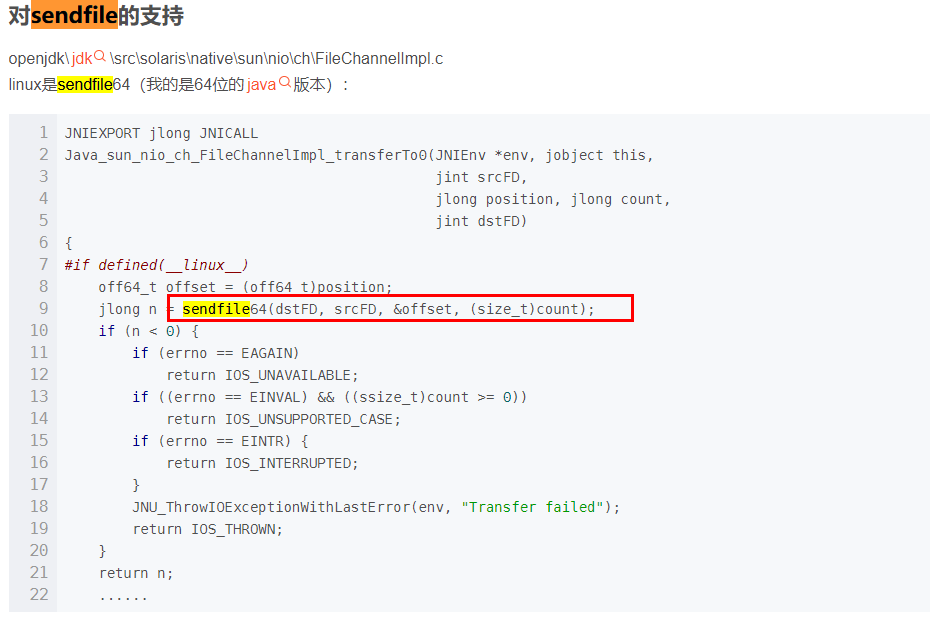 对sendfile的支持
openjdk\jdk\src\solaris\native\sun\nio\ch\FileChannelImpl.c
linux是sendfile64（我的是64位的java版本）：
1 JNIEXPORT jlong JNICALL
2 Java_sun_nio_ch_FileChannelImpl_transferTo0(JNIEnv *env, jobject this,
3                                             jint srcFD,
4                                             jlong position, jlong count,
5                                             jint dstFD)
6 {
7 #if defined(__linux__)
8     off64_t offset = (off64_t)position;
9     jlong n = sendfile64(dstFD, srcFD, &offset, (size_t)count);
10     if (n < 0) {
11         if (errno == EAGAIN)
12             return IOS_UNAVAILABLE;
13         if ((errno == EINVAL) && ((ssize_t)count >= 0))
14             return IOS_UNSUPPORTED_CASE;
15         if (errno == EINTR) {
16             return IOS_INTERRUPTED;
17         }
18         JNU_ThrowIOExceptionWithLastError(env, "Transfer failed");
19         return IOS_THROWN;
20     }
21     return n;
22     ......